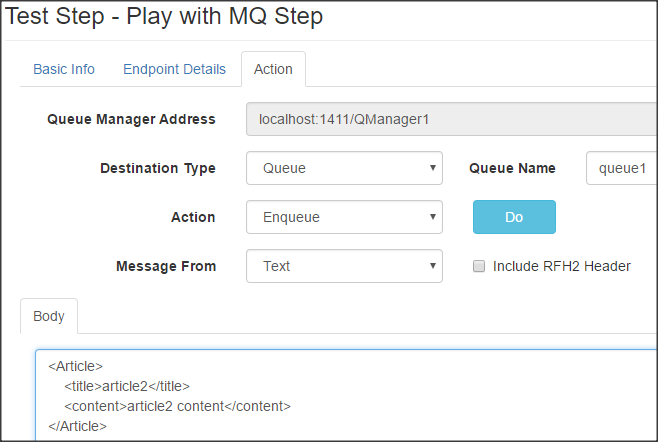 Test Step - Play with MQ Step
Basic Info Endpoint Details Action
Queue Manager Address localhost:1411/QManager1
Destination Type Queue Queue Name queue1
Action Enqueue Do
Message From Text Include RFH2 Header
Body
<Article>
    <title>article2</title>
    <content>article2 content</content>
</Article>